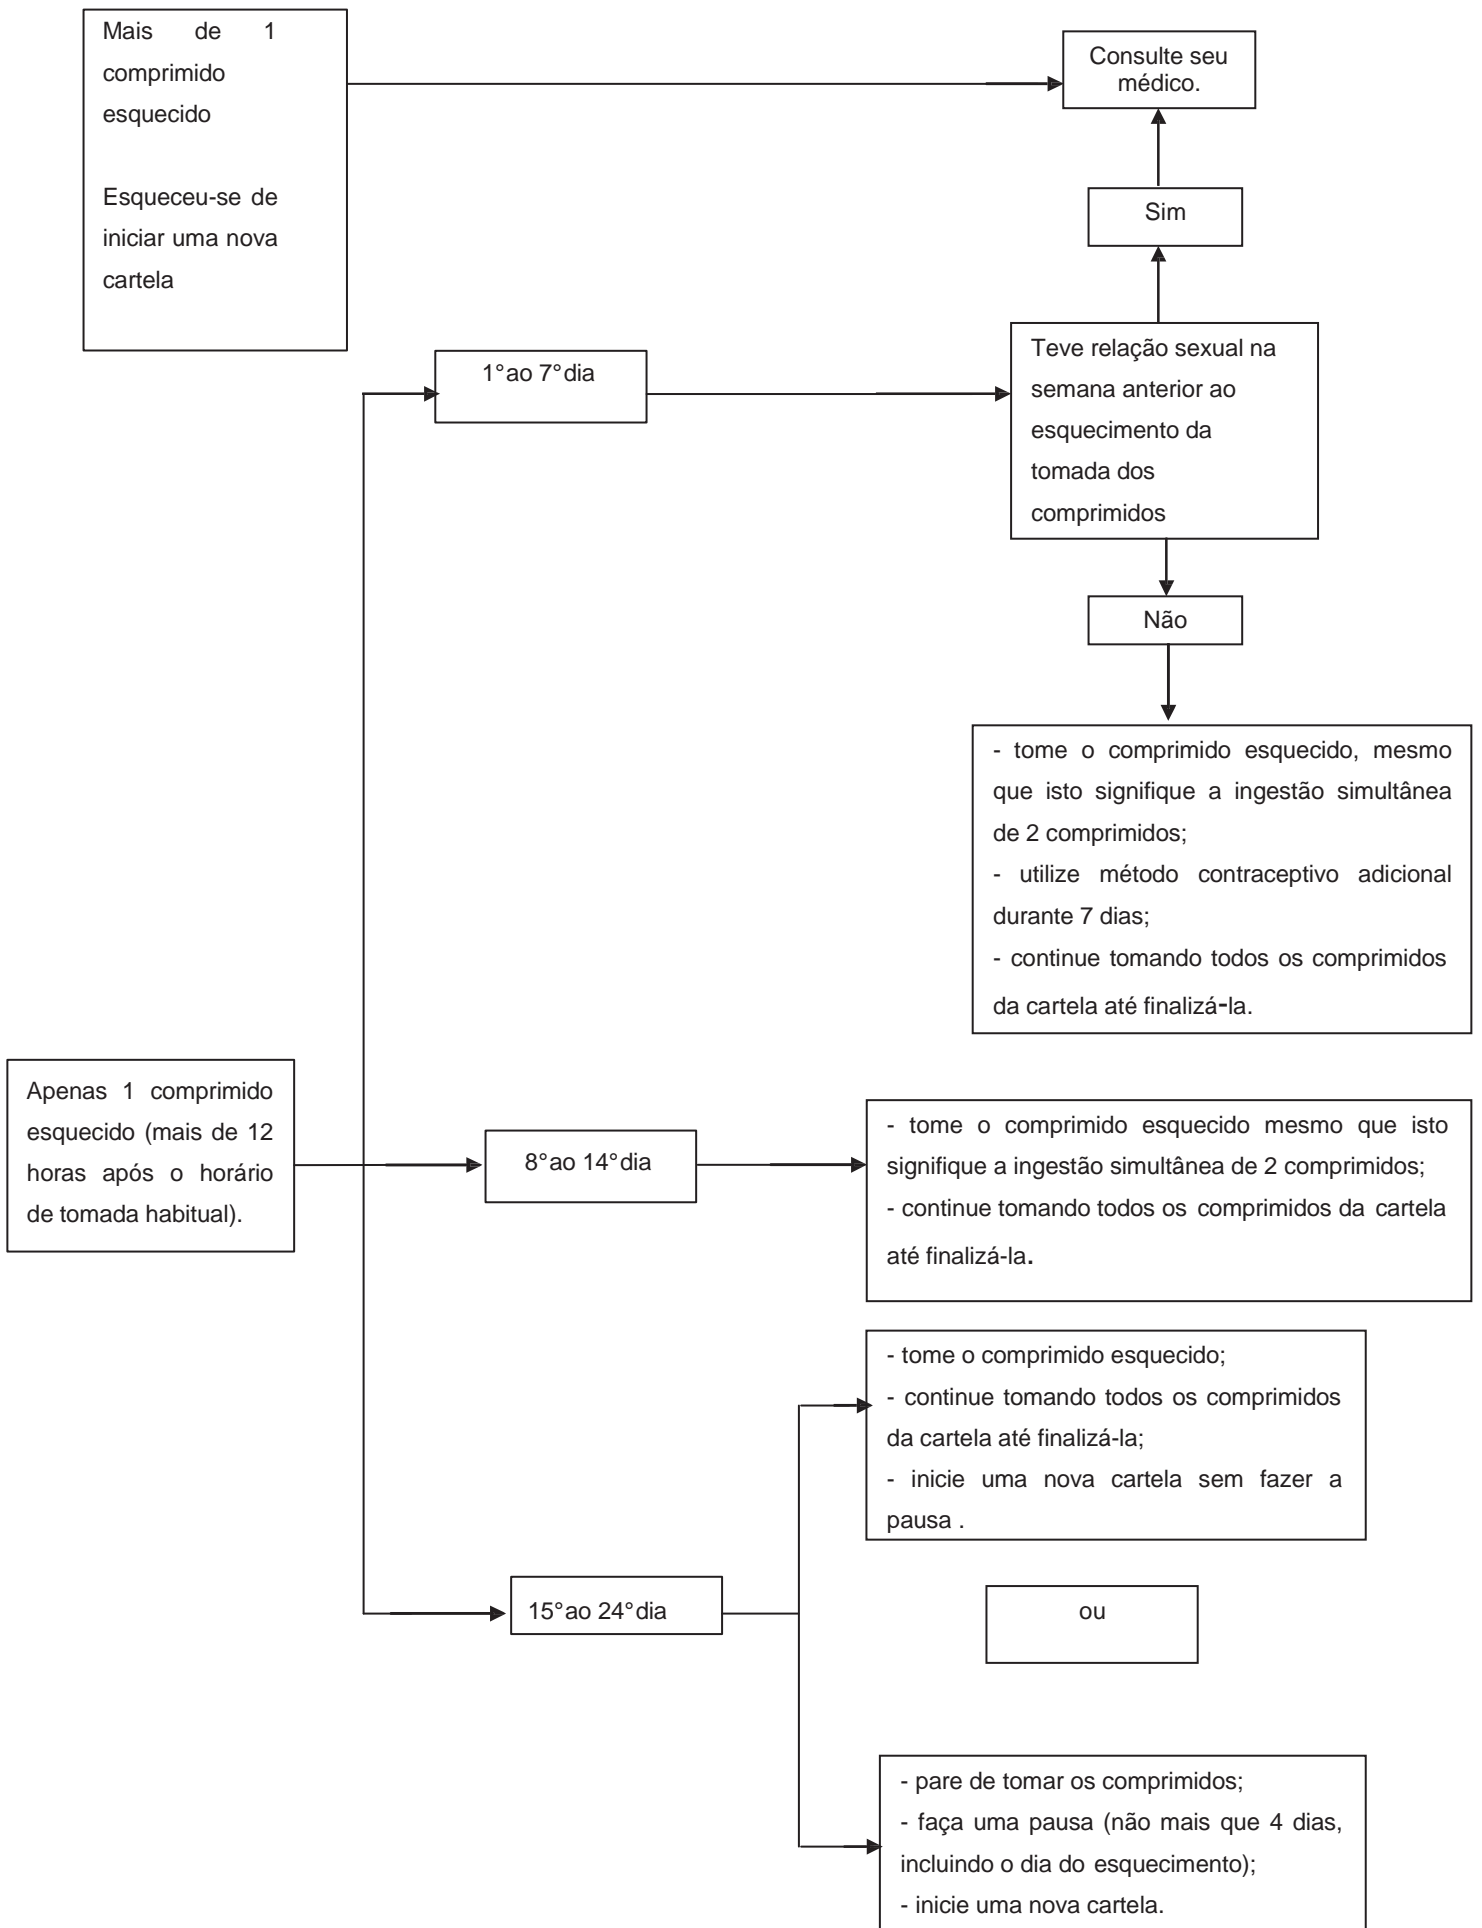 Mais de 1
comprimido
esquecido
Esqueceu-se de
iniciar uma nova
cartela
Consulte seu
médico.
Sim
1°ao 7°dia
Teve relação sexual na
semana anterior ao
esquecimento da
tomada dos
comprimidos
Não
- tome o comprimido esquecido, mesmo
que isto signifique a ingestão simultânea
de 2 comprimidos;
- utilize método contraceptivo adicional
durante 7 dias;
- continue tomando todos os comprimidos
da cartela até finalizá-la.
Apenas 1 comprimido
esquecido (mais de 12
horas após o horário
de tomada habitual).
8°ao 14°dia
- tome o comprimido esquecido mesmo que isto
signifique a ingestão simultânea de 2 comprimidos;
- continue tomando todos os comprimidos da cartela
até finalizá-la.
- tome o comprimido esquecido;
- continue tomando todos os comprimidos
da cartela até finalizá-la;
- inicie uma nova cartela sem fazer a
pausa .
15°ao 24°dia
ou
- pare de tomar os comprimidos;
- faça uma pausa (não mais que 4 dias,
incluindo o dia do esquecimento);
- inicie uma nova cartela.